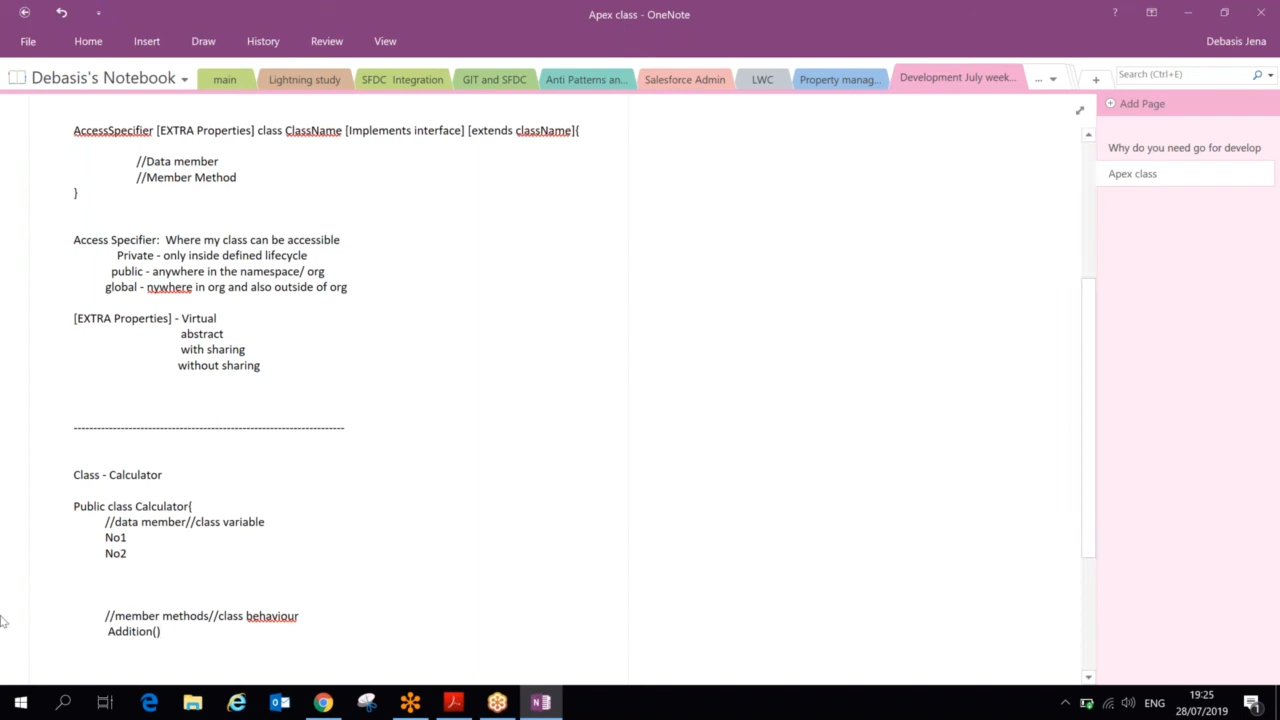 Apex class - OneNote
?
File
Home
Insert
Draw
History
Review
View
Debasis Jena
Debasis's Notebook
main
Lightning study
SFDC Integration
GIT and SFDC
Anti Patterns an...
Salesforce Admin
LWC
Property manag...
Development July week...
...
+
Search (Ctrl+E)
Add Page
Why do you need go for develop
Apex class
AccessSpecifier [EXTRA Properties] class ClassName [Implements interface] [extends className]{
//Data member
//Member Method
}
Access Specifier: Where my class can be accessible
Private - only inside defined lifecycle
public - anywhere in the namespace/ org
global - nywhere in org and also outside of org
[EXTRA Properties] - Virtual
abstract
with sharing
without sharing
---------------------------------------------------------------------
Class - Calculator
Public class Calculator{
//data member//class variable
No1
No2
//member methods//class behaviour
Addition()
ENG
19:25
28/07/2019
1